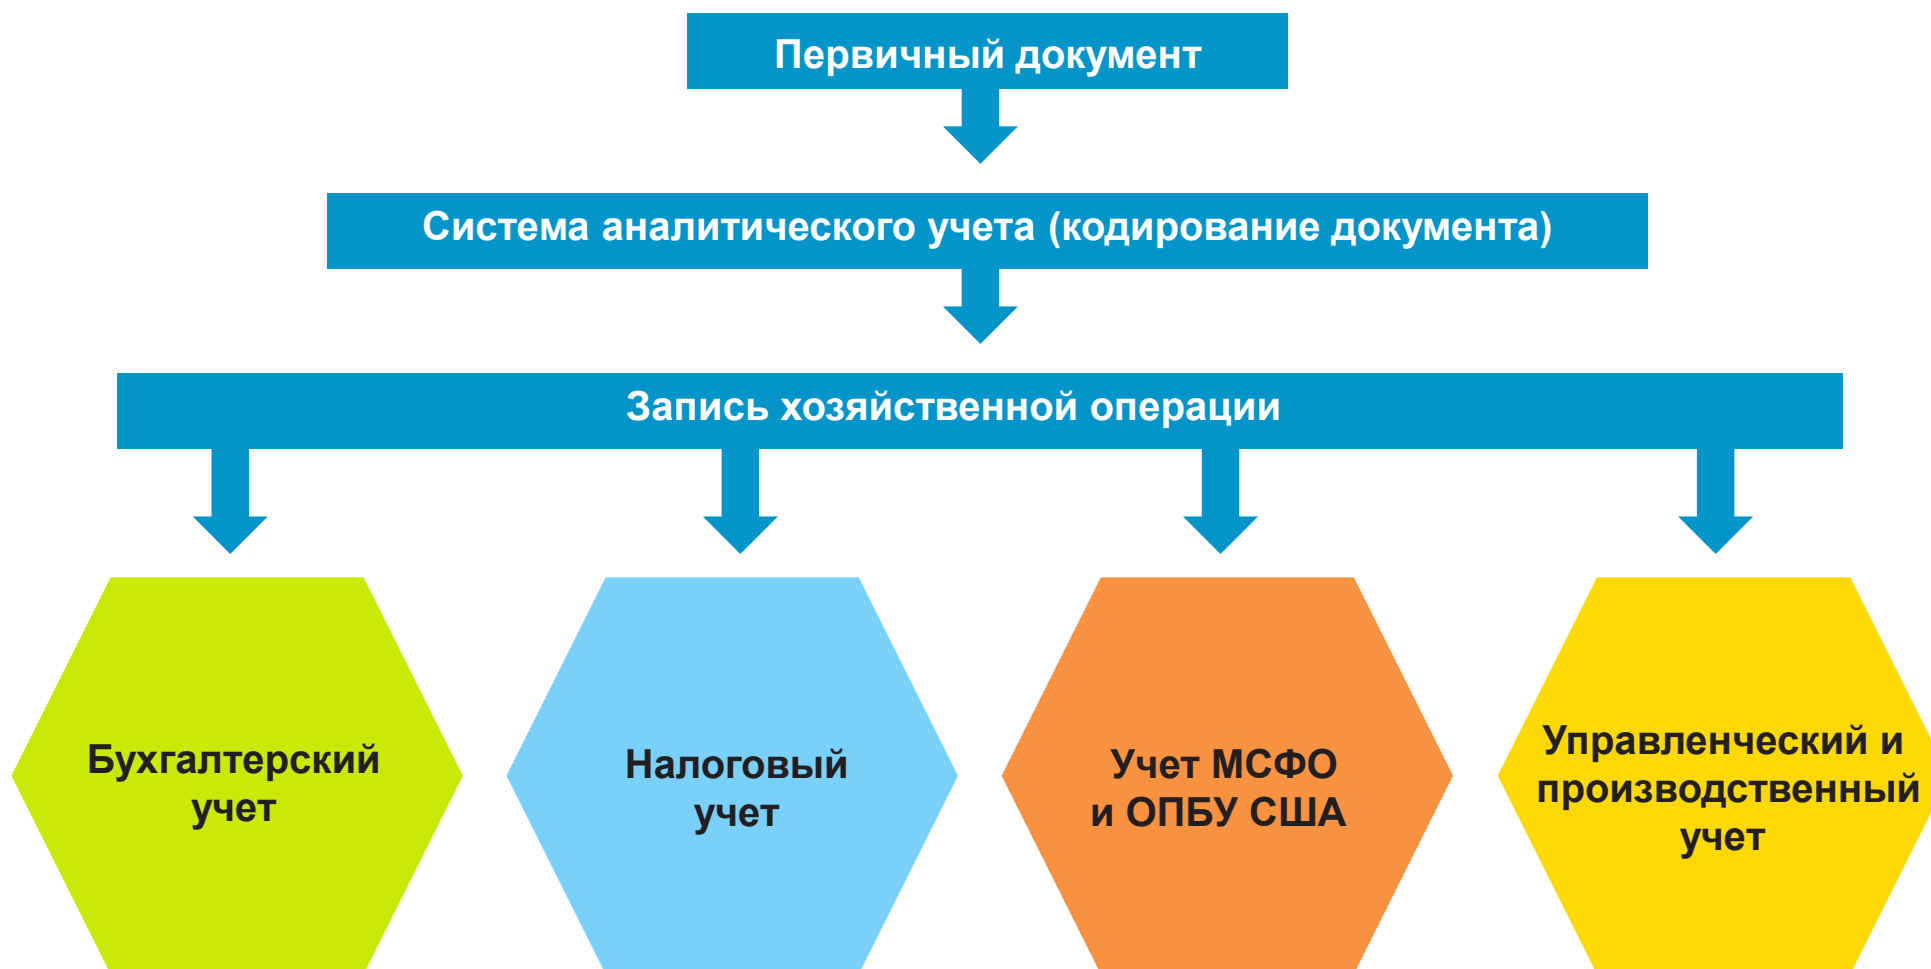 Первичный документ
Система аналитического учета (кодирование документа)
Запись хозяйственной операции
Бухгалтерский
учет
Налоговый
учет
Учет МСФО
и ОПБУ США
Управленческий и
производственный
учет